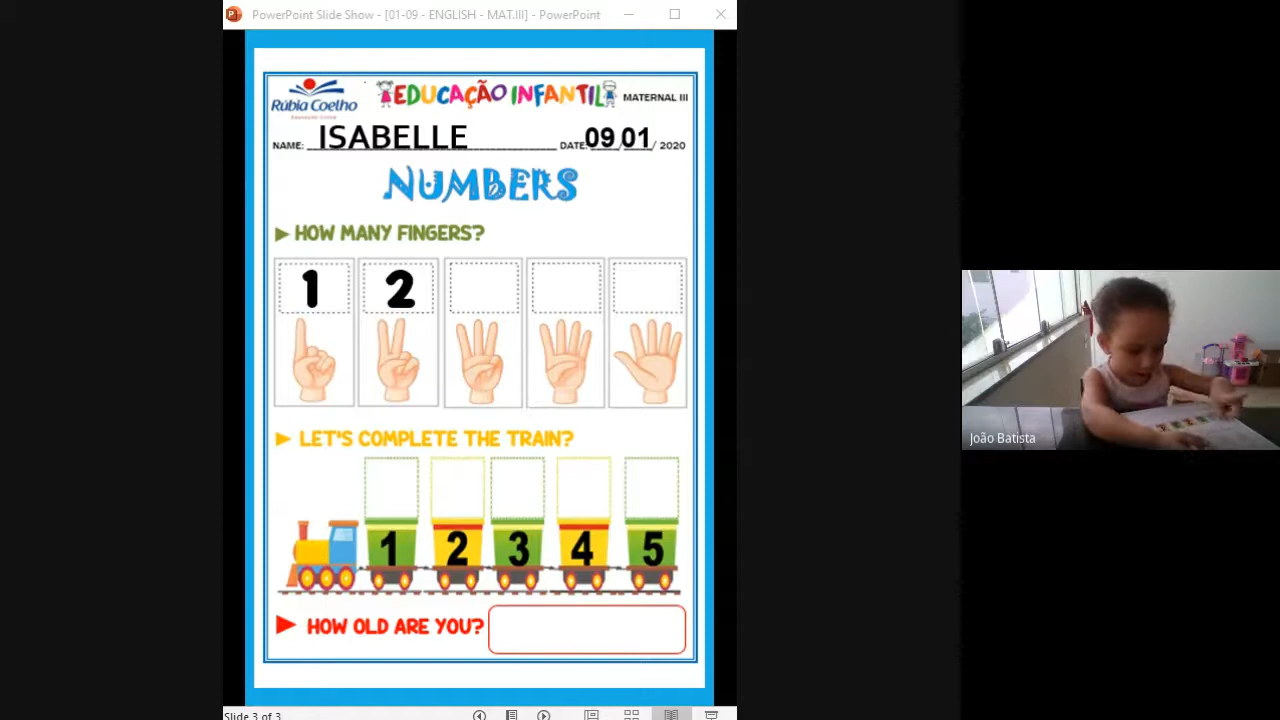 PowerPoint Slide Show - [01-09 - ENGLISH - MAT.III] - PowerPoint
Rúbia Coelho
EDUCAÇÃO INFANTIL
MATERNAL III
NAME: ISABELLE DATE: 09/01/ 2020
NUMBERS
HOW MANY FINGERS?
1 2
LET'S COMPLETE THE TRAIN?
1 2 3 4 5
HOW OLD ARE YOU?
João Batista
Slide 3 of 3